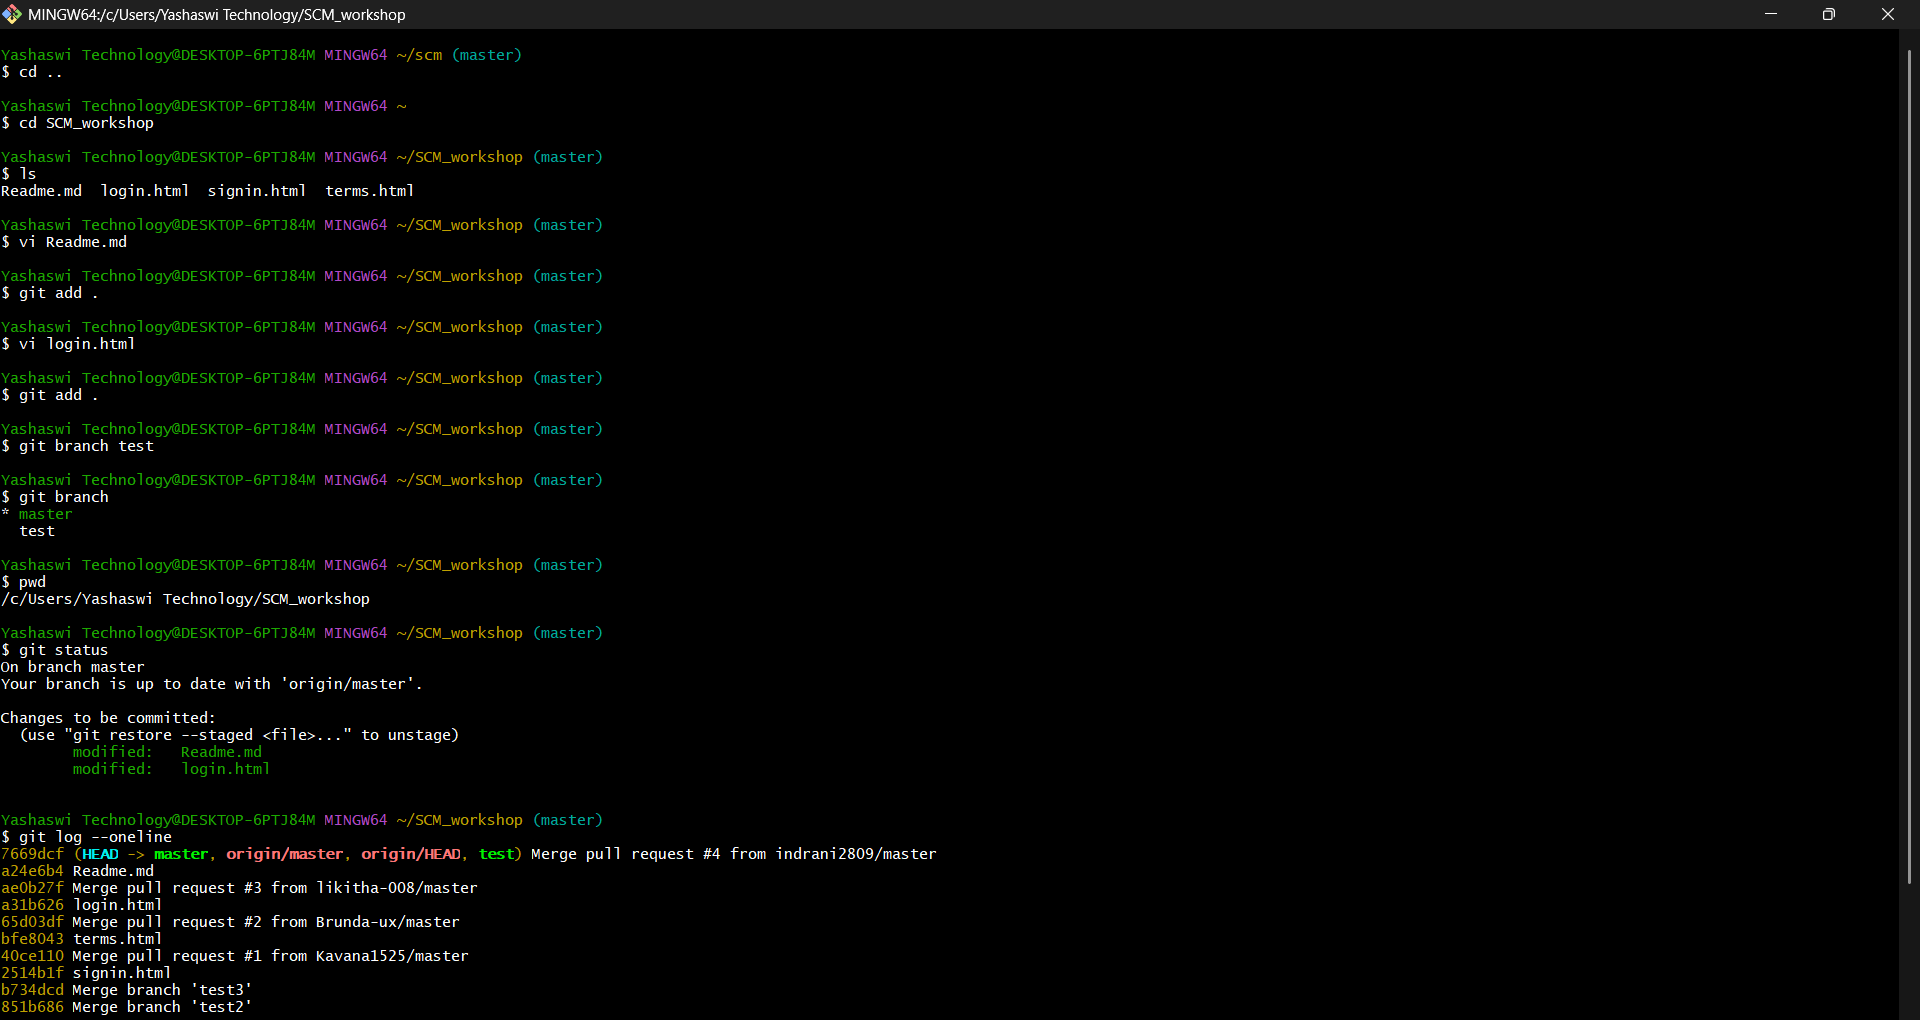 MINGW64:/c/Users/Yashaswi Technology/SCM_workshop
Yashaswi Technology@DESKTOP-6PTJ84M MINGW64 ~/scm (master)
$ cd ..
Yashaswi Technology@DESKTOP-6PTJ84M MINGW64 ~
$ cd SCM_workshop
Yashaswi Technology@DESKTOP-6PTJ84M MINGW64 ~/SCM_workshop (master)
$ ls
Readme.md  login.html  signin.html  terms.html
Yashaswi Technology@DESKTOP-6PTJ84M MINGW64 ~/SCM_workshop (master)
$ vi Readme.md
Yashaswi Technology@DESKTOP-6PTJ84M MINGW64 ~/SCM_workshop (master)
$ git add .
Yashaswi Technology@DESKTOP-6PTJ84M MINGW64 ~/SCM_workshop (master)
$ vi login.html
Yashaswi Technology@DESKTOP-6PTJ84M MINGW64 ~/SCM_workshop (master)
$ git add .
Yashaswi Technology@DESKTOP-6PTJ84M MINGW64 ~/SCM_workshop (master)
$ git branch test
Yashaswi Technology@DESKTOP-6PTJ84M MINGW64 ~/SCM_workshop (master)
$ git branch
* master
  test
Yashaswi Technology@DESKTOP-6PTJ84M MINGW64 ~/SCM_workshop (master)
$ pwd
/c/Users/Yashaswi Technology/SCM_workshop
Yashaswi Technology@DESKTOP-6PTJ84M MINGW64 ~/SCM_workshop (master)
$ git status
On branch master
Your branch is up to date with 'origin/master'.
Changes to be committed:
  (use "git restore --staged <file>..." to unstage)
        modified:   Readme.md
        modified:   login.html
Yashaswi Technology@DESKTOP-6PTJ84M MINGW64 ~/SCM_workshop (master)
$ git log --oneline
7669dcf (HEAD -> master, origin/master, origin/HEAD, test) Merge pull request #4 from indrani2809/master
a24e6b4 Readme.md
ae0b27f Merge pull request #3 from likitha-008/master
a31b626 login.html
65d03df Merge pull request #2 from Brunda-ux/master
bfe8043 terms.html
40ce110 Merge pull request #1 from Kavana1525/master
2514b1f signin.html
b734dcd Merge branch 'test3'
851b686 Merge branch 'test2'